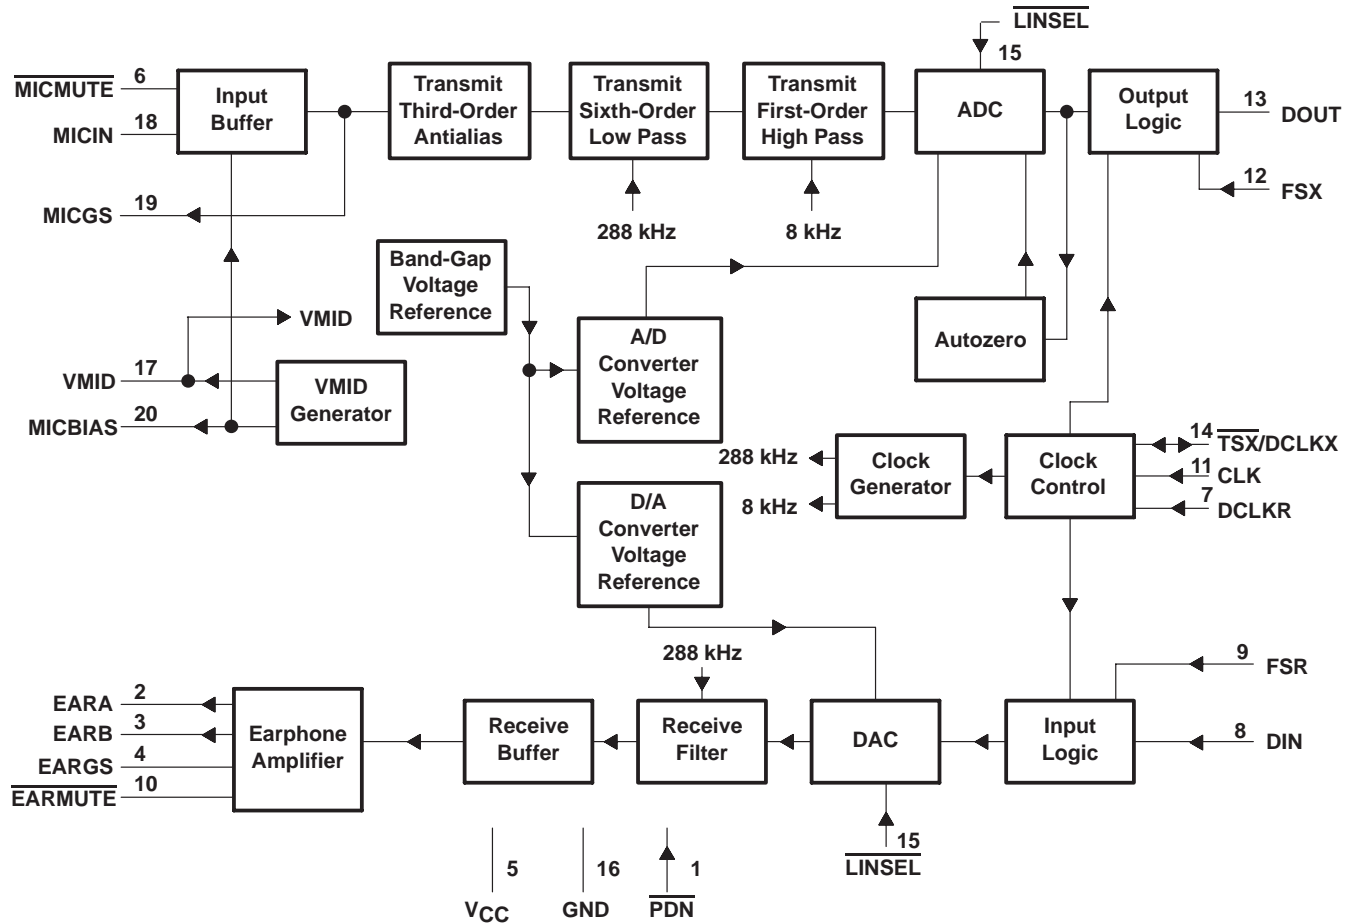 LINSEL
15
MICMUTE
6
MICIN
18
Input
Buffer
Transmit
Third-Order
Antialias
Transmit
Sixth-Order
Low Pass
Transmit
First-Order
High Pass
ADC
Output
Logic
13
DOUT
12
FSX
MICGS
19
288 kHz
8 kHz
Band-Gap
Voltage
Reference
VMID
A/D
Converter
Voltage
Reference
Autozero
VMID
17
VMID
Generator
MICBIAS
20
288 kHz
8 kHz
Clock
Generator
Clock
Control
14
TSX/DCLKX
11
CLK
7
DCLKR
D/A
Converter
Voltage
Reference
288 kHz
9
FSR
EARA
2
EARB
3
EARGS
4
EARMUTE
10
Earphone
Amplifier
Receive
Buffer
Receive
Filter
DAC
Input
Logic
8
DIN
15
LINSEL
5
VCC
16
GND
1
PDN